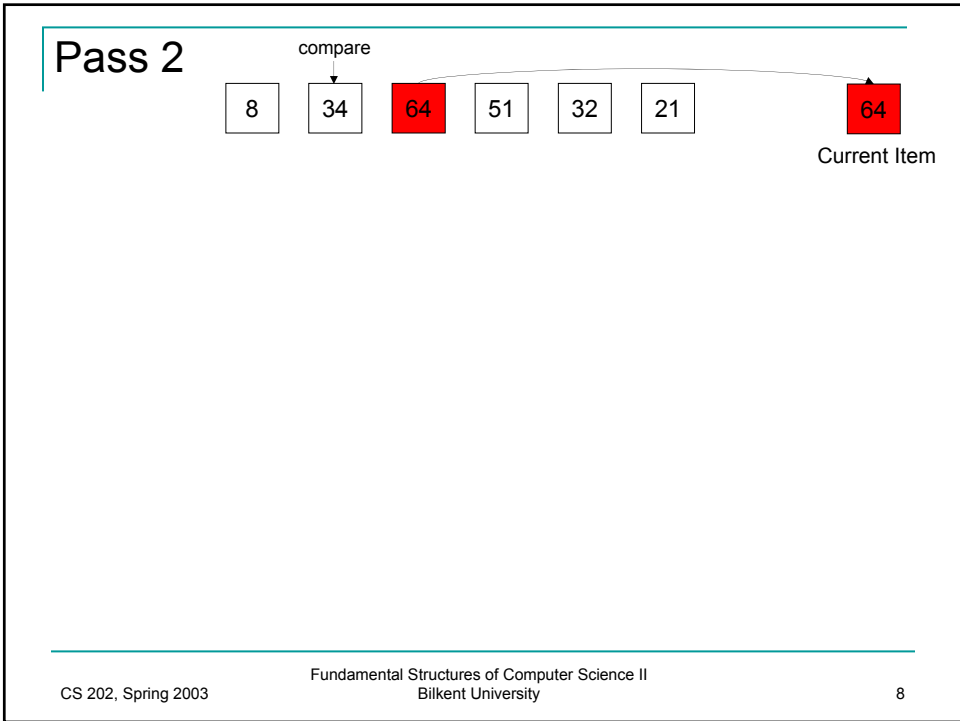 Pass 2
compare
8 34 64 51 32 21 64
Current Item
CS 202, Spring 2003
Fundamental Structures of Computer Science II
Bilkent University
8